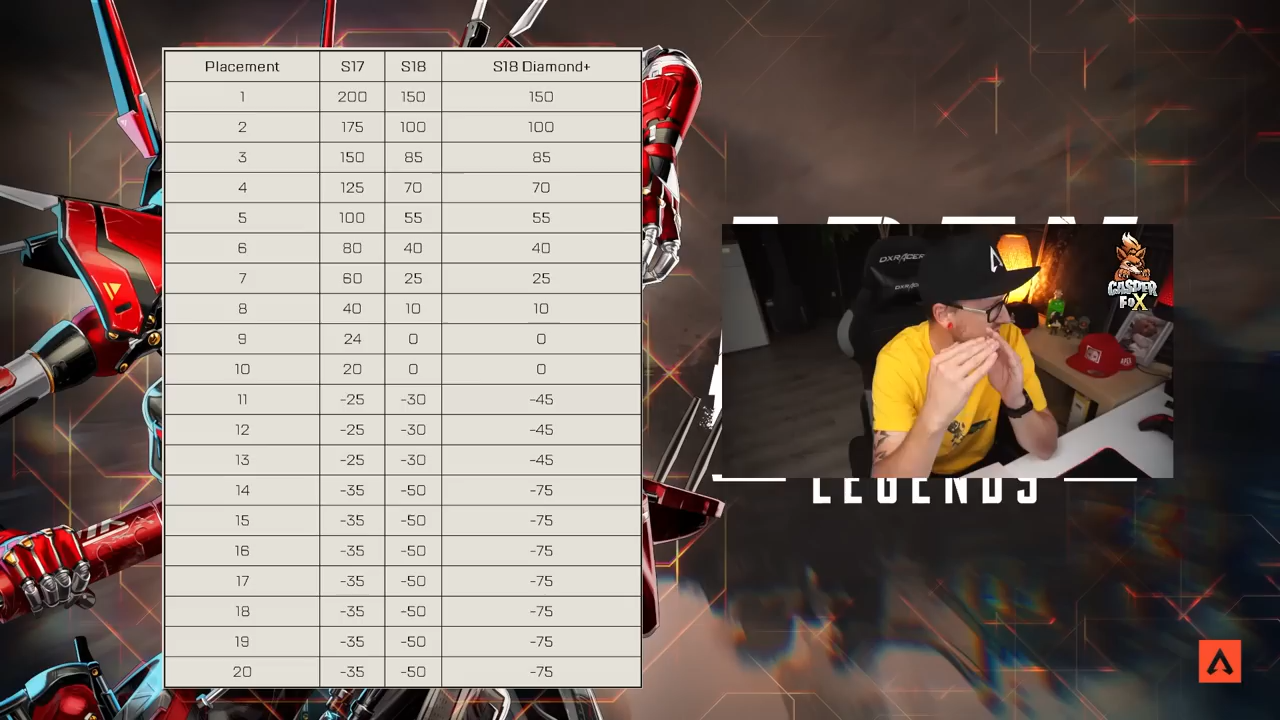 Placement S17 S18 S18 Diamond+
1 200 150 150
2 175 100 100
3 150 85 85
4 125 70 70
5 100 55 55
6 80 40 40
7 60 25 25
8 40 10 10
9 24 0 0
10 20 0 0
11 -25 -30 -45
12 -25 -30 -45
13 -25 -30 -45
14 -35 -50 -75
15 -35 -50 -75
16 -35 -50 -75
17 -35 -50 -75
18 -35 -50 -75
19 -35 -50 -75
20 -35 -50 -75
DXRACER
CASPER
FOX
LEGENDS